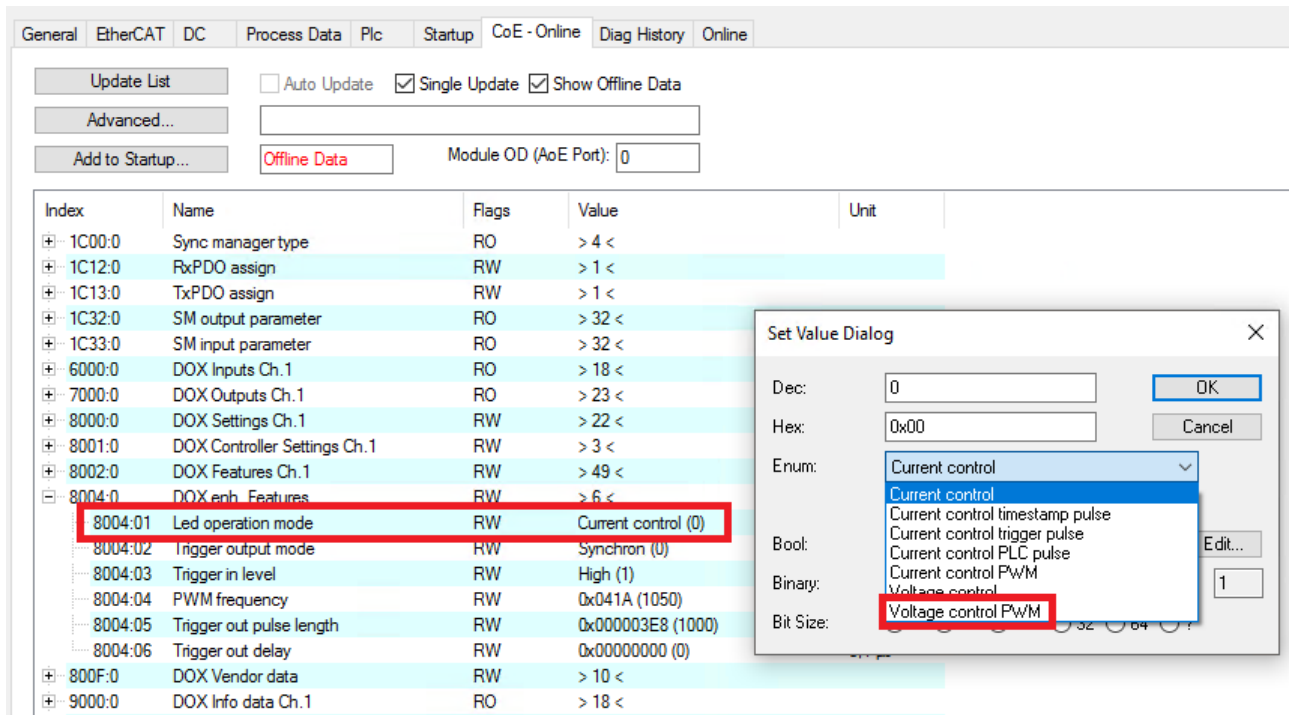 General EtherCAT DC Process Data Plc Startup CoE - Online Diag History Online
Update List Auto Update Single Update Show Offline Data
Advanced...
Add to Startup... Offline Data Module OD (AoE Port): 0
Index Name Flags Value Unit
1C00:0 Sync manager type RO > 4 <
1C12:0 RxPDO assign RW > 1 <
1C13:0 TxPDO assign RW > 1 <
1C32:0 SM output parameter RO > 32 <
1C33:0 SM input parameter RO > 32 <
6000:0 DOX Inputs Ch.1 RO > 18 <
7000:0 DOX Outputs Ch.1 RO > 23 <
8000:0 DOX Settings Ch.1 RW > 22 <
8001:0 DOX Controller Settings Ch.1 RW > 3 <
8002:0 DOX Features Ch.1 RW > 49 <
8004:0 DOX enh. Features RW > 6 <
8004:01 Led operation mode RW Current control (0)
8004:02 Trigger output mode RW Synchron (0)
8004:03 Trigger in level RW High (1)
8004:04 PWM frequency RW 0x041A (1050)
8004:05 Trigger out pulse length RW 0x000003E8 (1000)
8004:06 Trigger out delay RW 0x00000000 (0)
800F:0 DOX Vendor data RW > 10 <
9000:0 DOX Info data Ch.1 RO > 18 <
Set Value Dialog
Dec: 0 OK
Hex: 0x00 Cancel
Enum: Current control
Current control
Current control timestamp pulse
Current control trigger pulse
Current control PLC pulse
Current control PWM
Voltage control
Voltage control PWM
Bool: Edit...
Binary: 1
Bit Size: 32 64 ?